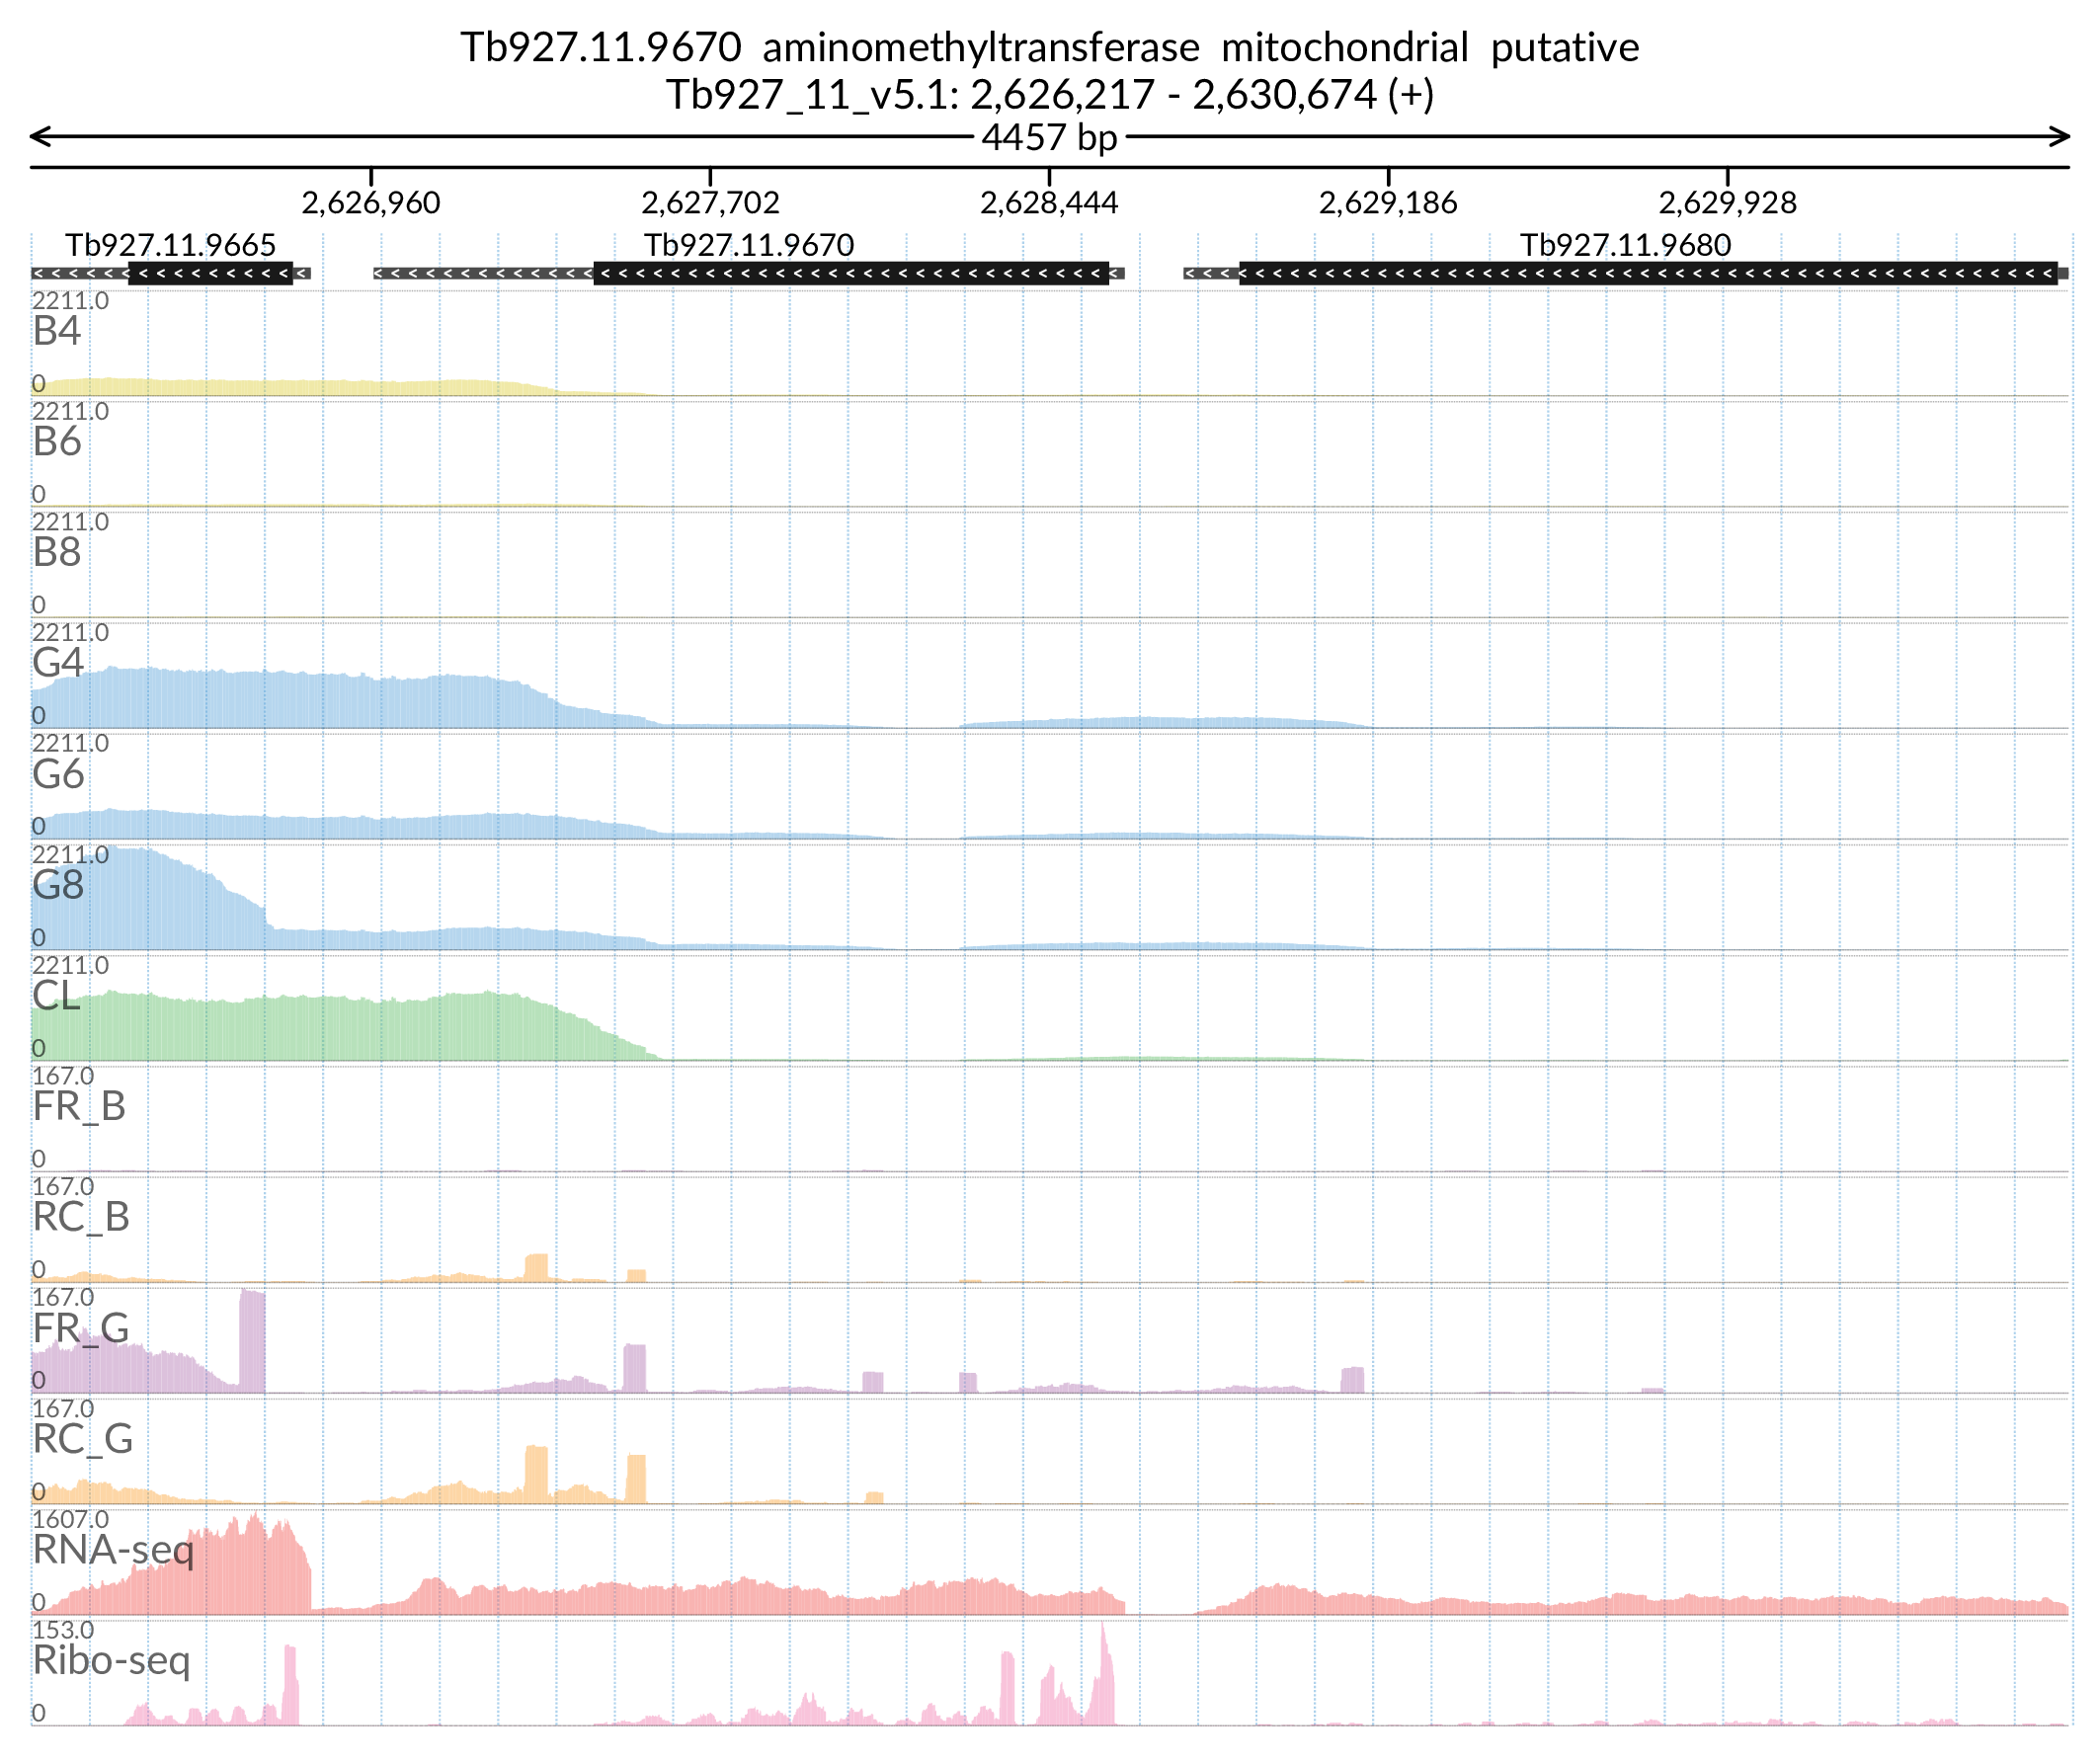 Tb927.11.9670 aminomethyltransferase mitochondrial putative
Tb927_11_v5.1: 2,626,217 - 2,630,674 (+)
4457 bp
2,626,960 2,627,702 2,628,444 2,629,186 2,629,928
Tb927.11.9665 Tb927.11.9670 Tb927.11.9680
2211.0
B4
0
2211.0
B6
0
2211.0
B8
0
2211.0
G4
0
2211.0
G6
0
2211.0
G8
0
2211.0
CL
0
167.0
FR_B
0
167.0
RC_B
0
167.0
FR_G
0
167.0
RC_G
0
1607.0
RNA-seq
0
153.0
Ribo-seq
0